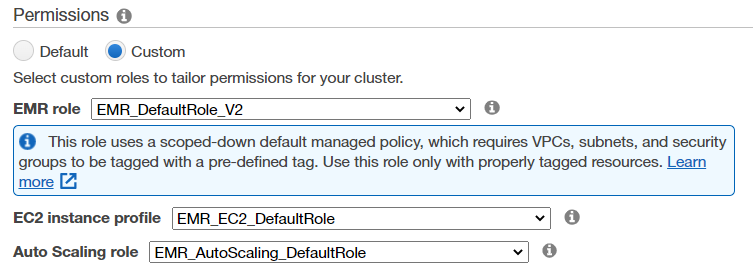 Permissions
Default Custom
Select custom roles to tailor permissions for your cluster.
EMR role EMR_DefaultRole_V2
This role uses a scoped-down default managed policy, which requires VPCs, subnets, and security
groups to be tagged with a pre-defined tag. Use this role only with properly tagged resources. Learn
more
EC2 instance profile EMR_EC2_DefaultRole
Auto Scaling role EMR_AutoScaling_DefaultRole